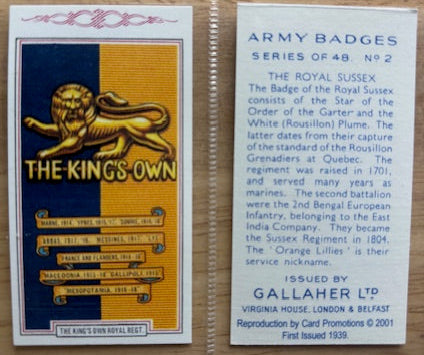 THE·KING'S·OWN
MARNE, 1914. YPRES, 1915, '17. SOMME, 1916, '18
ARRAS, 1917, '18. MESSINES, 1917. LYS.
FRANCE AND FLANDERS, 1914-18
MACEDONIA, 1915-18. GALLIPOLI, 1915
MESOPOTAMIA, 1916-18
THE KING'S OWN ROYAL REGT.
ARMY BADGES
SERIES OF 48. Nº 2
THE ROYAL SUSSEX
The Badge of the Royal Sussex
consists of the Star of the
Order of the Garter and the
White (Rousillon) Plume. The
latter dates from their capture
of the standard of the Rousillon
Grenadiers at Quebec. The
regiment was raised in 1701,
and served many years as
marines. The second battalion
were the 2nd Bengal European
Infantry, belonging to the East
India Company. They became
the Sussex Regiment in 1804.
The 'Orange Lillies' is their
service nickname.
ISSUED BY
GALLAHER LTD
VIRGINIA HOUSE, LONDON & BELFAST
Reproduction by Card Promotions © 2001
First Issued 1939.